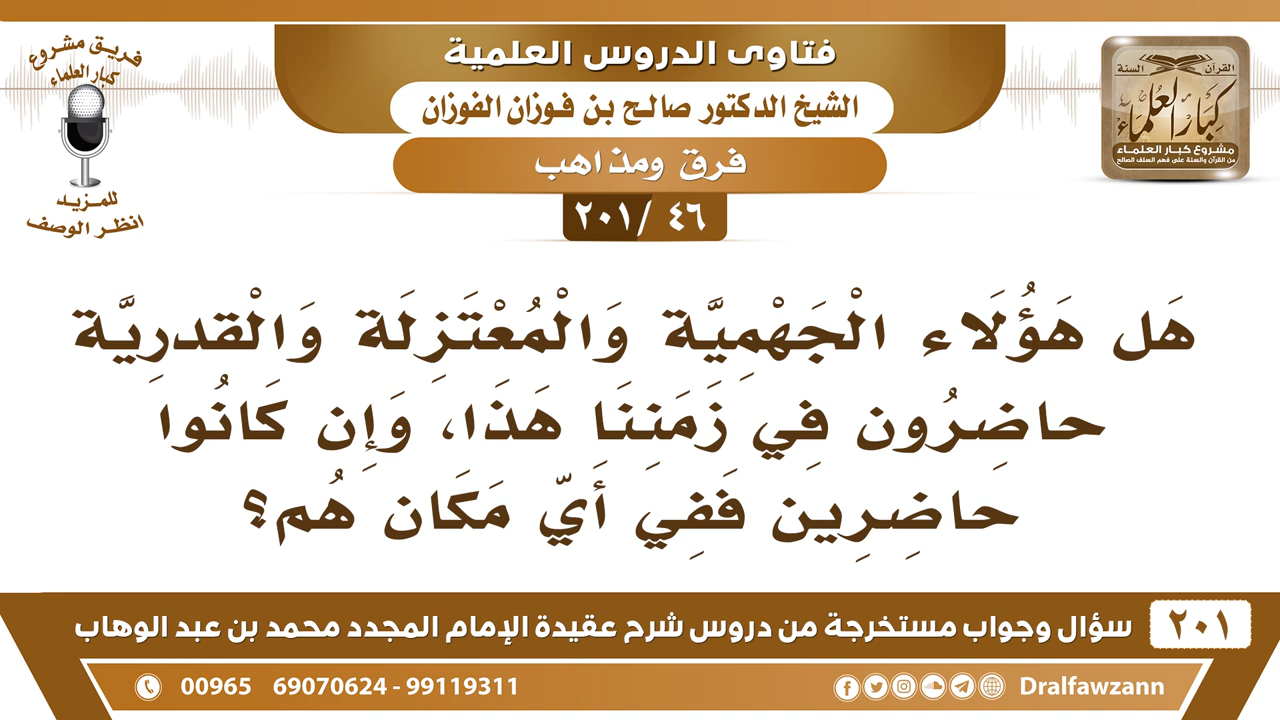 فريق مشروع
كبار العلماء
للمزيد
انظر الوصف
فتاوى الدروس العلمية
الشيخ الدكتور صالح بن فوزان الفوزان
فرق ومذاهب
٤٦ /٢٠١
القرآن السنة
كبار العلماء
مشروع كبار العلماء
من القرآن والسنة على فهم السلف الصالح
هَل هَؤُلَاء الْجَهْمِيَّة وَالْمُعْتَزِلَة وَالْقدرِيَّة
حاضِرُون فِي زَمَنِنَا هَذَا، وَإِن كَانُوا
حَاضِرِين فَفِي أَيّ مَكَان هُم؟
٢٠١ سؤال وجواب مستخرجة من دروس شرح عقيدة الإمام المجدد محمد بن عبد الوهاب
00965 69070624 - 99119311
Dralfawzann